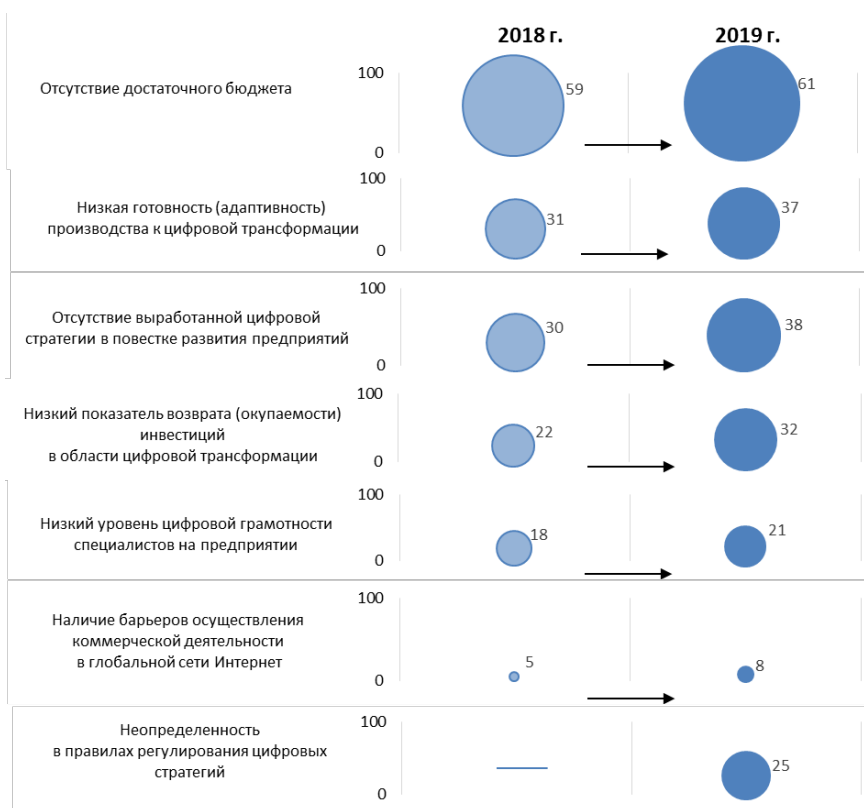 2018 г. 2019 г.
Отсутствие достаточного бюджета
100
0
59
61
Низкая готовность (адаптивность)
производства к цифровой трансформации
100
0
31
37
Отсутствие выработанной цифровой
стратегии в повестке развития предприятий
100
0
30
38
Низкий показатель возврата (окупаемости)
инвестиций
в области цифровой трансформации
100
0
22
32
Низкий уровень цифровой грамотности
специалистов на предприятии
100
0
18
21
Наличие барьеров осуществления
коммерческой деятельности
в глобальной сети Интернет
100
0
5
8
Неопределенность
в правилах регулирования цифровых
стратегий
100
0
25